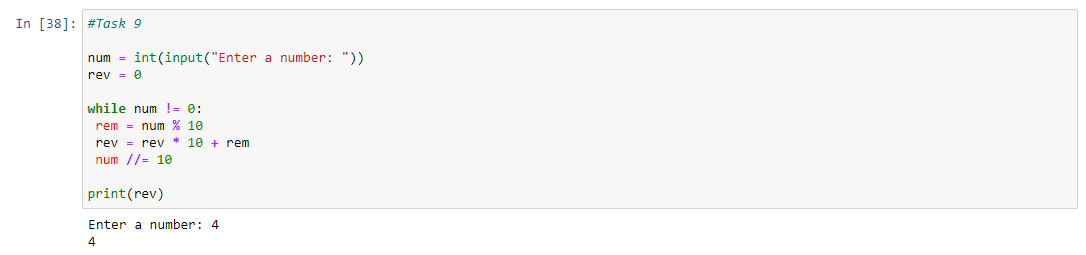 In [38]: #Task 9
num = int(input("Enter a number: "))
rev = 0
while num != 0:
rem = num % 10
rev = rev * 10 + rem
num //= 10
print(rev)
Enter a number: 4
4